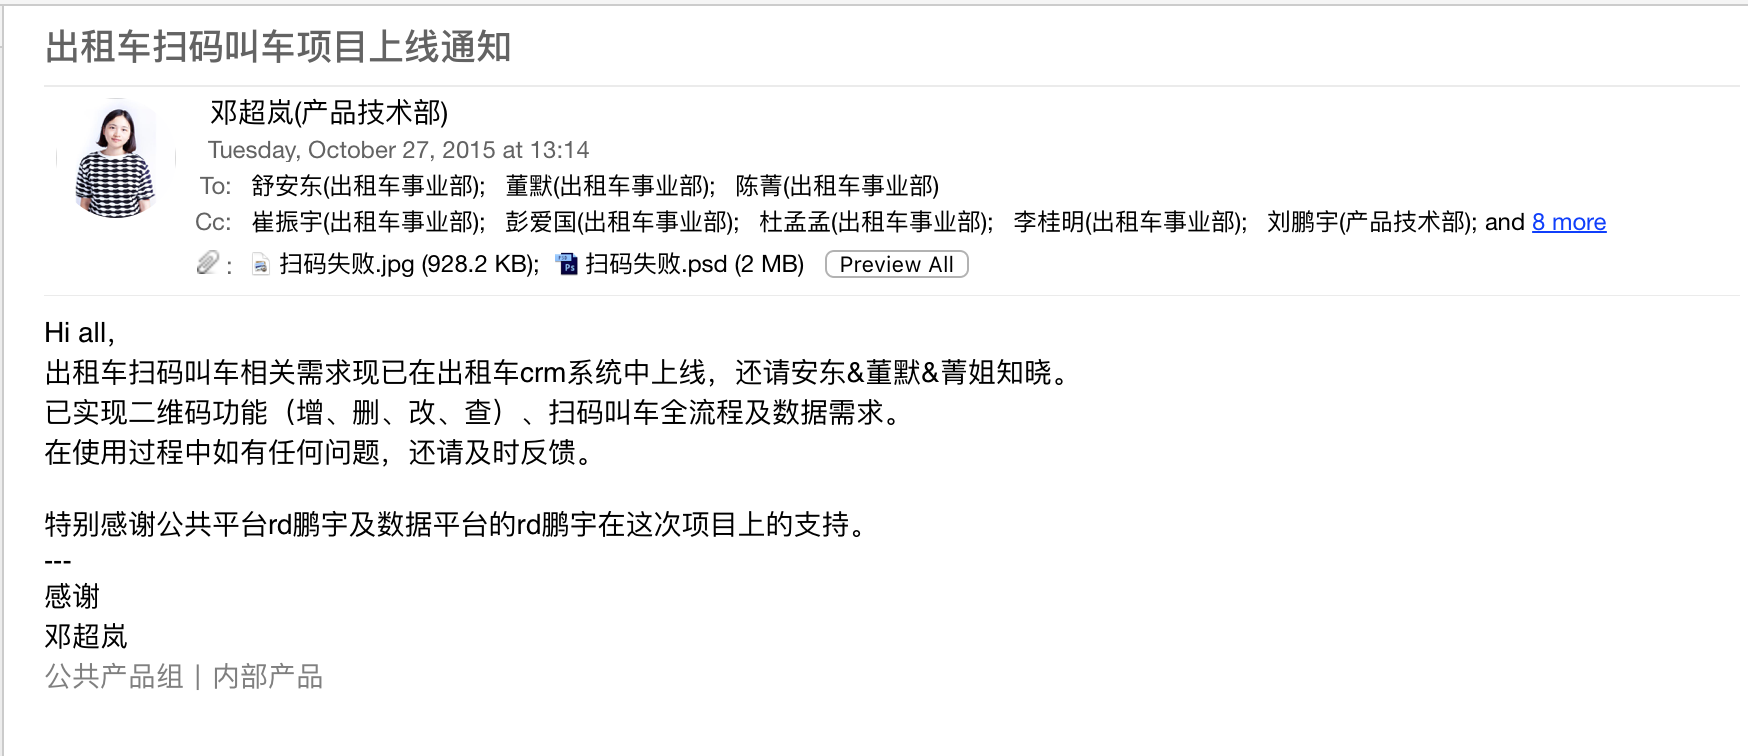 出租车扫码叫车项目上线通知
邓超岚(产品技术部)
Tuesday, October 27, 2015 at 13:14
To: 舒安东(出租车事业部); 董默(出租车事业部); 陈菁(出租车事业部)
Cc: 崔振宇(出租车事业部); 彭爱国(出租车事业部); 杜孟孟(出租车事业部); 李桂明(出租车事业部); 刘鹏宇(产品技术部); and 8 more
: 扫码失败.jpg (928.2 KB); 扫码失败.psd (2 MB) Preview All
Hi all,
出租车扫码叫车相关需求现已在出租车crm系统中上线，还请安东&董默&菁姐知晓。
已实现二维码功能（增、删、改、查）、扫码叫车全流程及数据需求。
在使用过程中如有任何问题，还请及时反馈。
特别感谢公共平台rd鹏宇及数据平台的rd鹏宇在这次项目上的支持。
---
感谢
邓超岚
公共产品组 | 内部产品